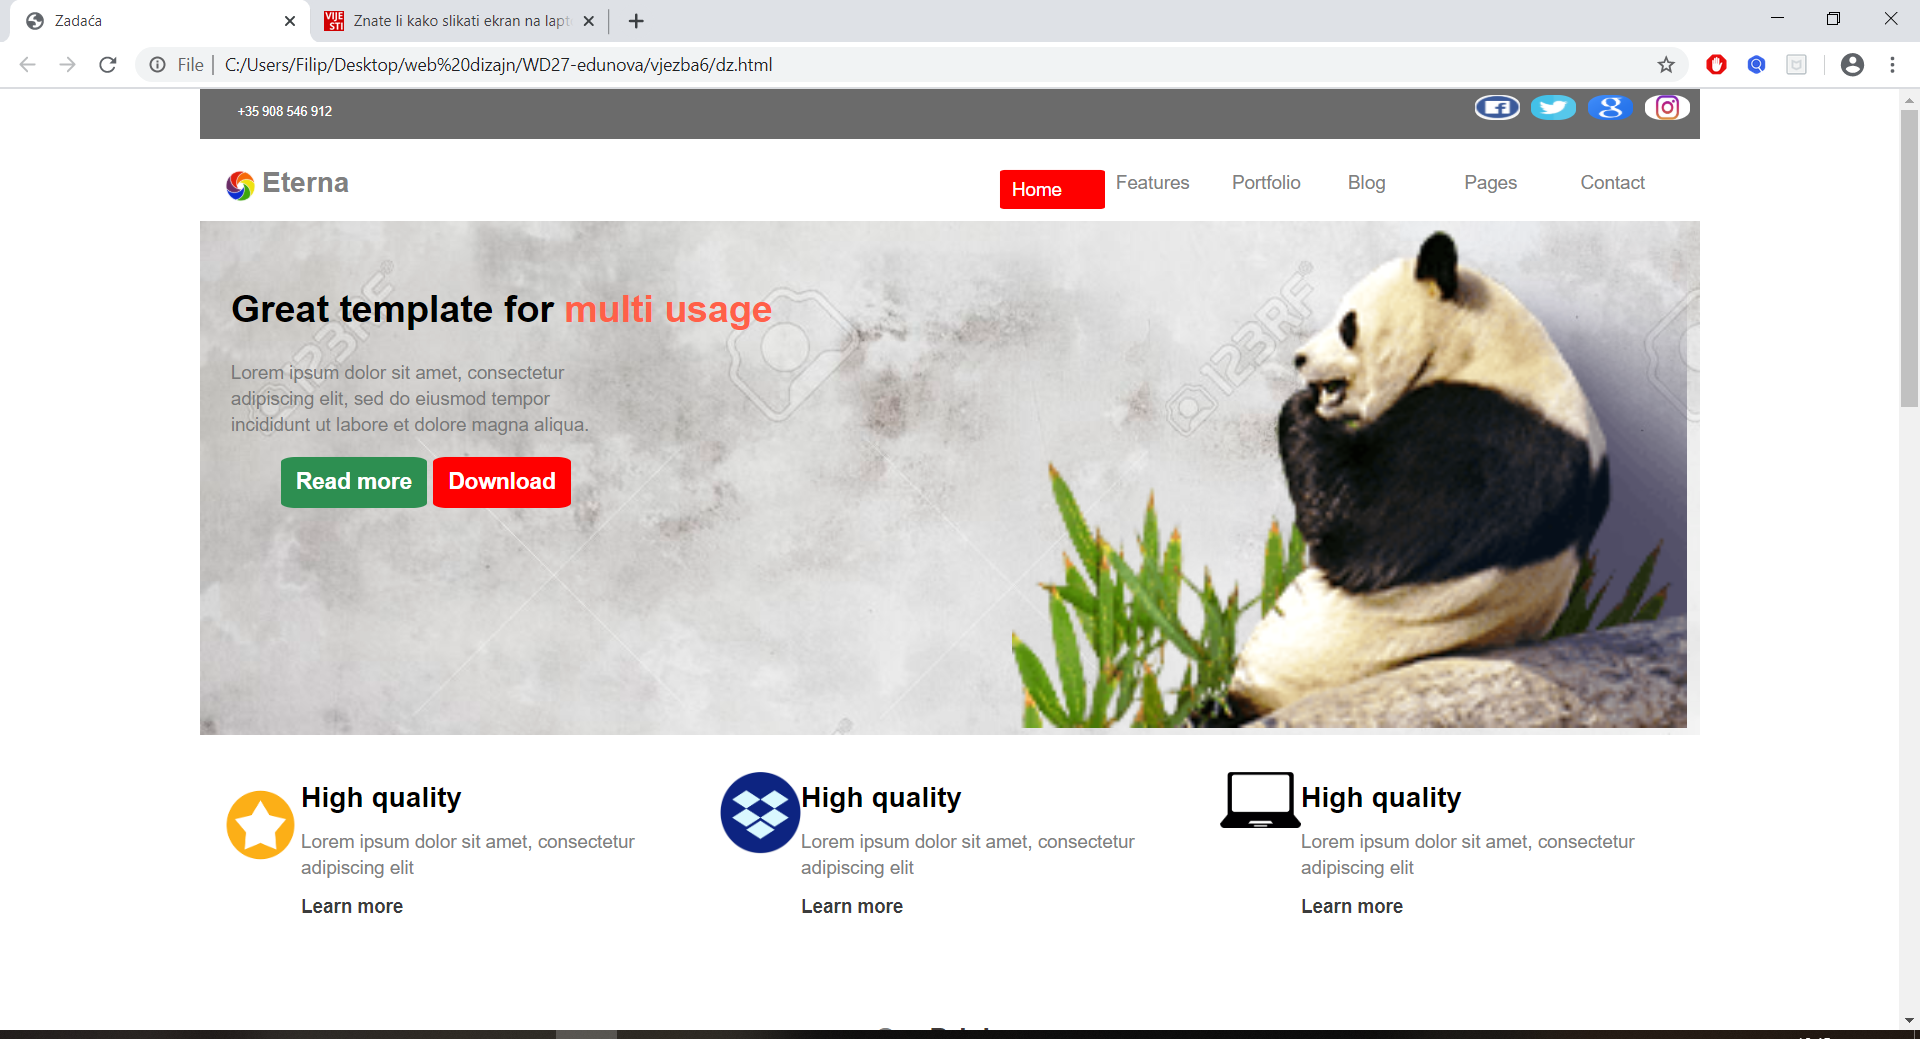 Zadaća
Znate li kako slikati ekran na lapt
File
C:/Users/Filip/Desktop/web%20dizajn/WD27-edunova/vjezba6/dz.html
+35 908 546 912
Eterna
Home
Features
Portfolio
Blog
Pages
Contact
Great template for multi usage
Lorem ipsum dolor sit amet, consectetur
adipiscing elit, sed do eiusmod tempor
incididunt ut labore et dolore magna aliqua.
Read more
Download
123RF
123RF
High quality
Lorem ipsum dolor sit amet, consectetur
adipiscing elit
Learn more
High quality
Lorem ipsum dolor sit amet, consectetur
adipiscing elit
Learn more
High quality
Lorem ipsum dolor sit amet, consectetur
adipiscing elit
Learn more